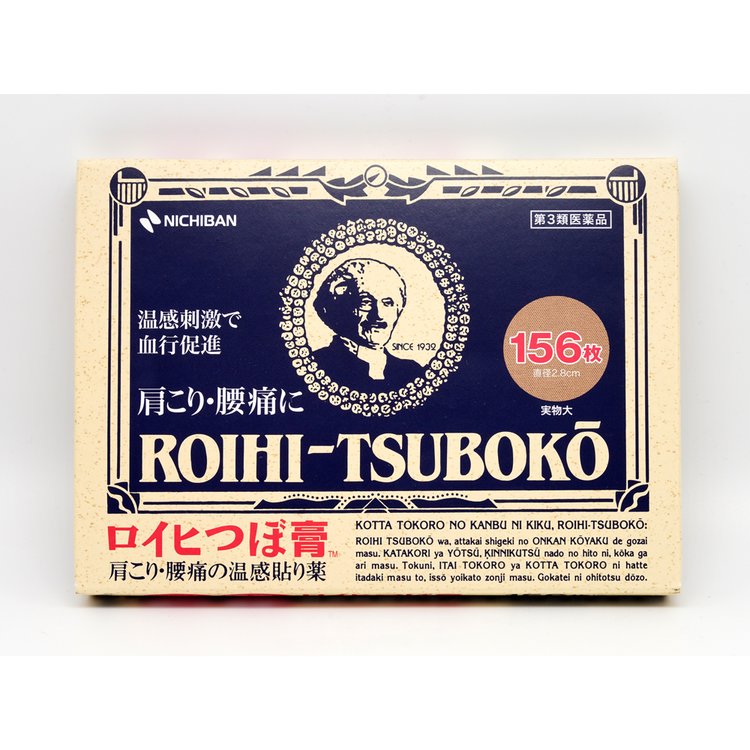 NICHIBAN
第3類医薬品
温感刺激で
血行促進
SINCE 1932
156枚
直径2.8cm
実物大
肩こり・腰痛に
ROIHI-TSUBOKŌ
ロイヒつぼ膏™
肩こり・腰痛の温感貼り薬
KOTTA TOKORO NO KANBU NI KIKU, ROIHI-TSUBOKŌ:
ROIHI TSUBOKŌ wa, attakai shigeki no ONKAN KŌYAKU de gozai
masu. KATAKORI ya YŌTSŪ, KINNIKUTSŪ nado no hito ni, kōka ga
ari masu. Tokuni, ITAI TOKORO ya KOTTA TOKORO ni hatte
itadaki masu to, issō yoikato zonji masu. Gokatei ni ohitotsu dōzo.